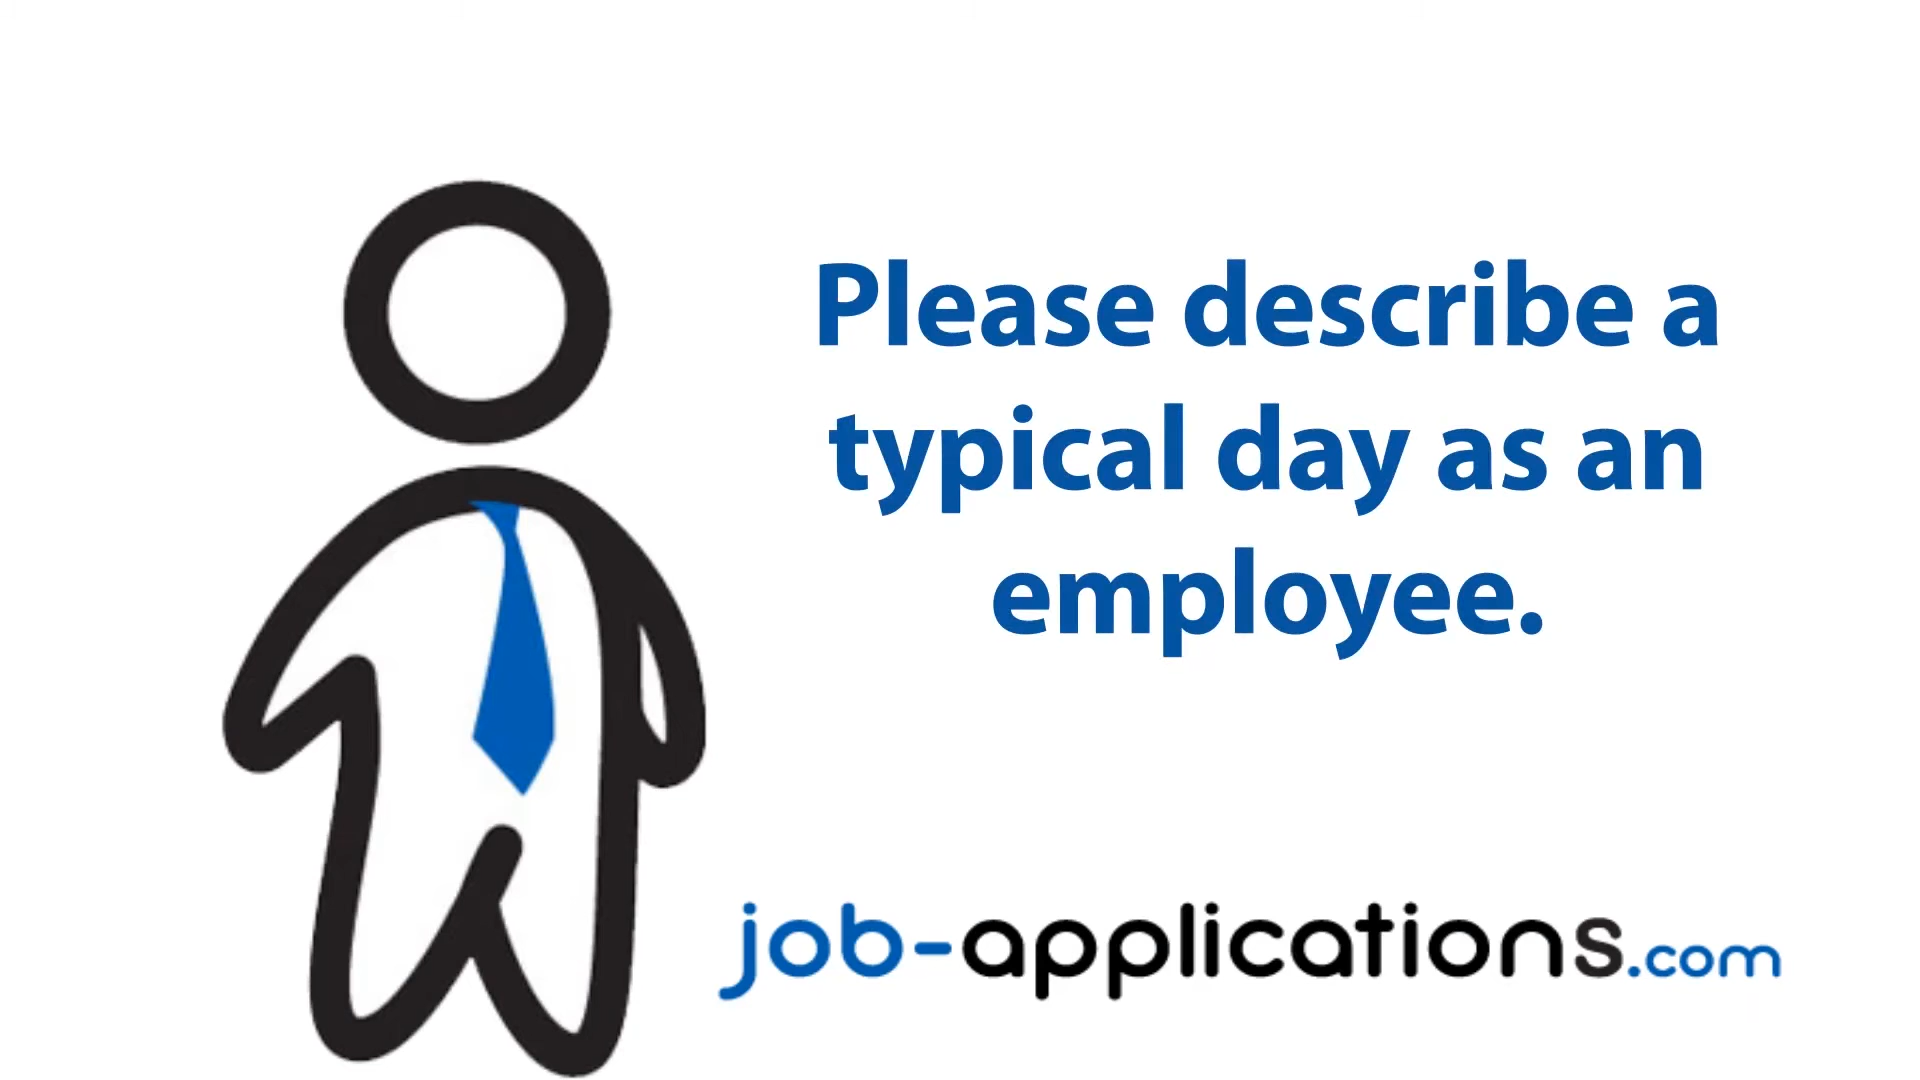 Please describe a
typical day as an
employee.
job-applications.com